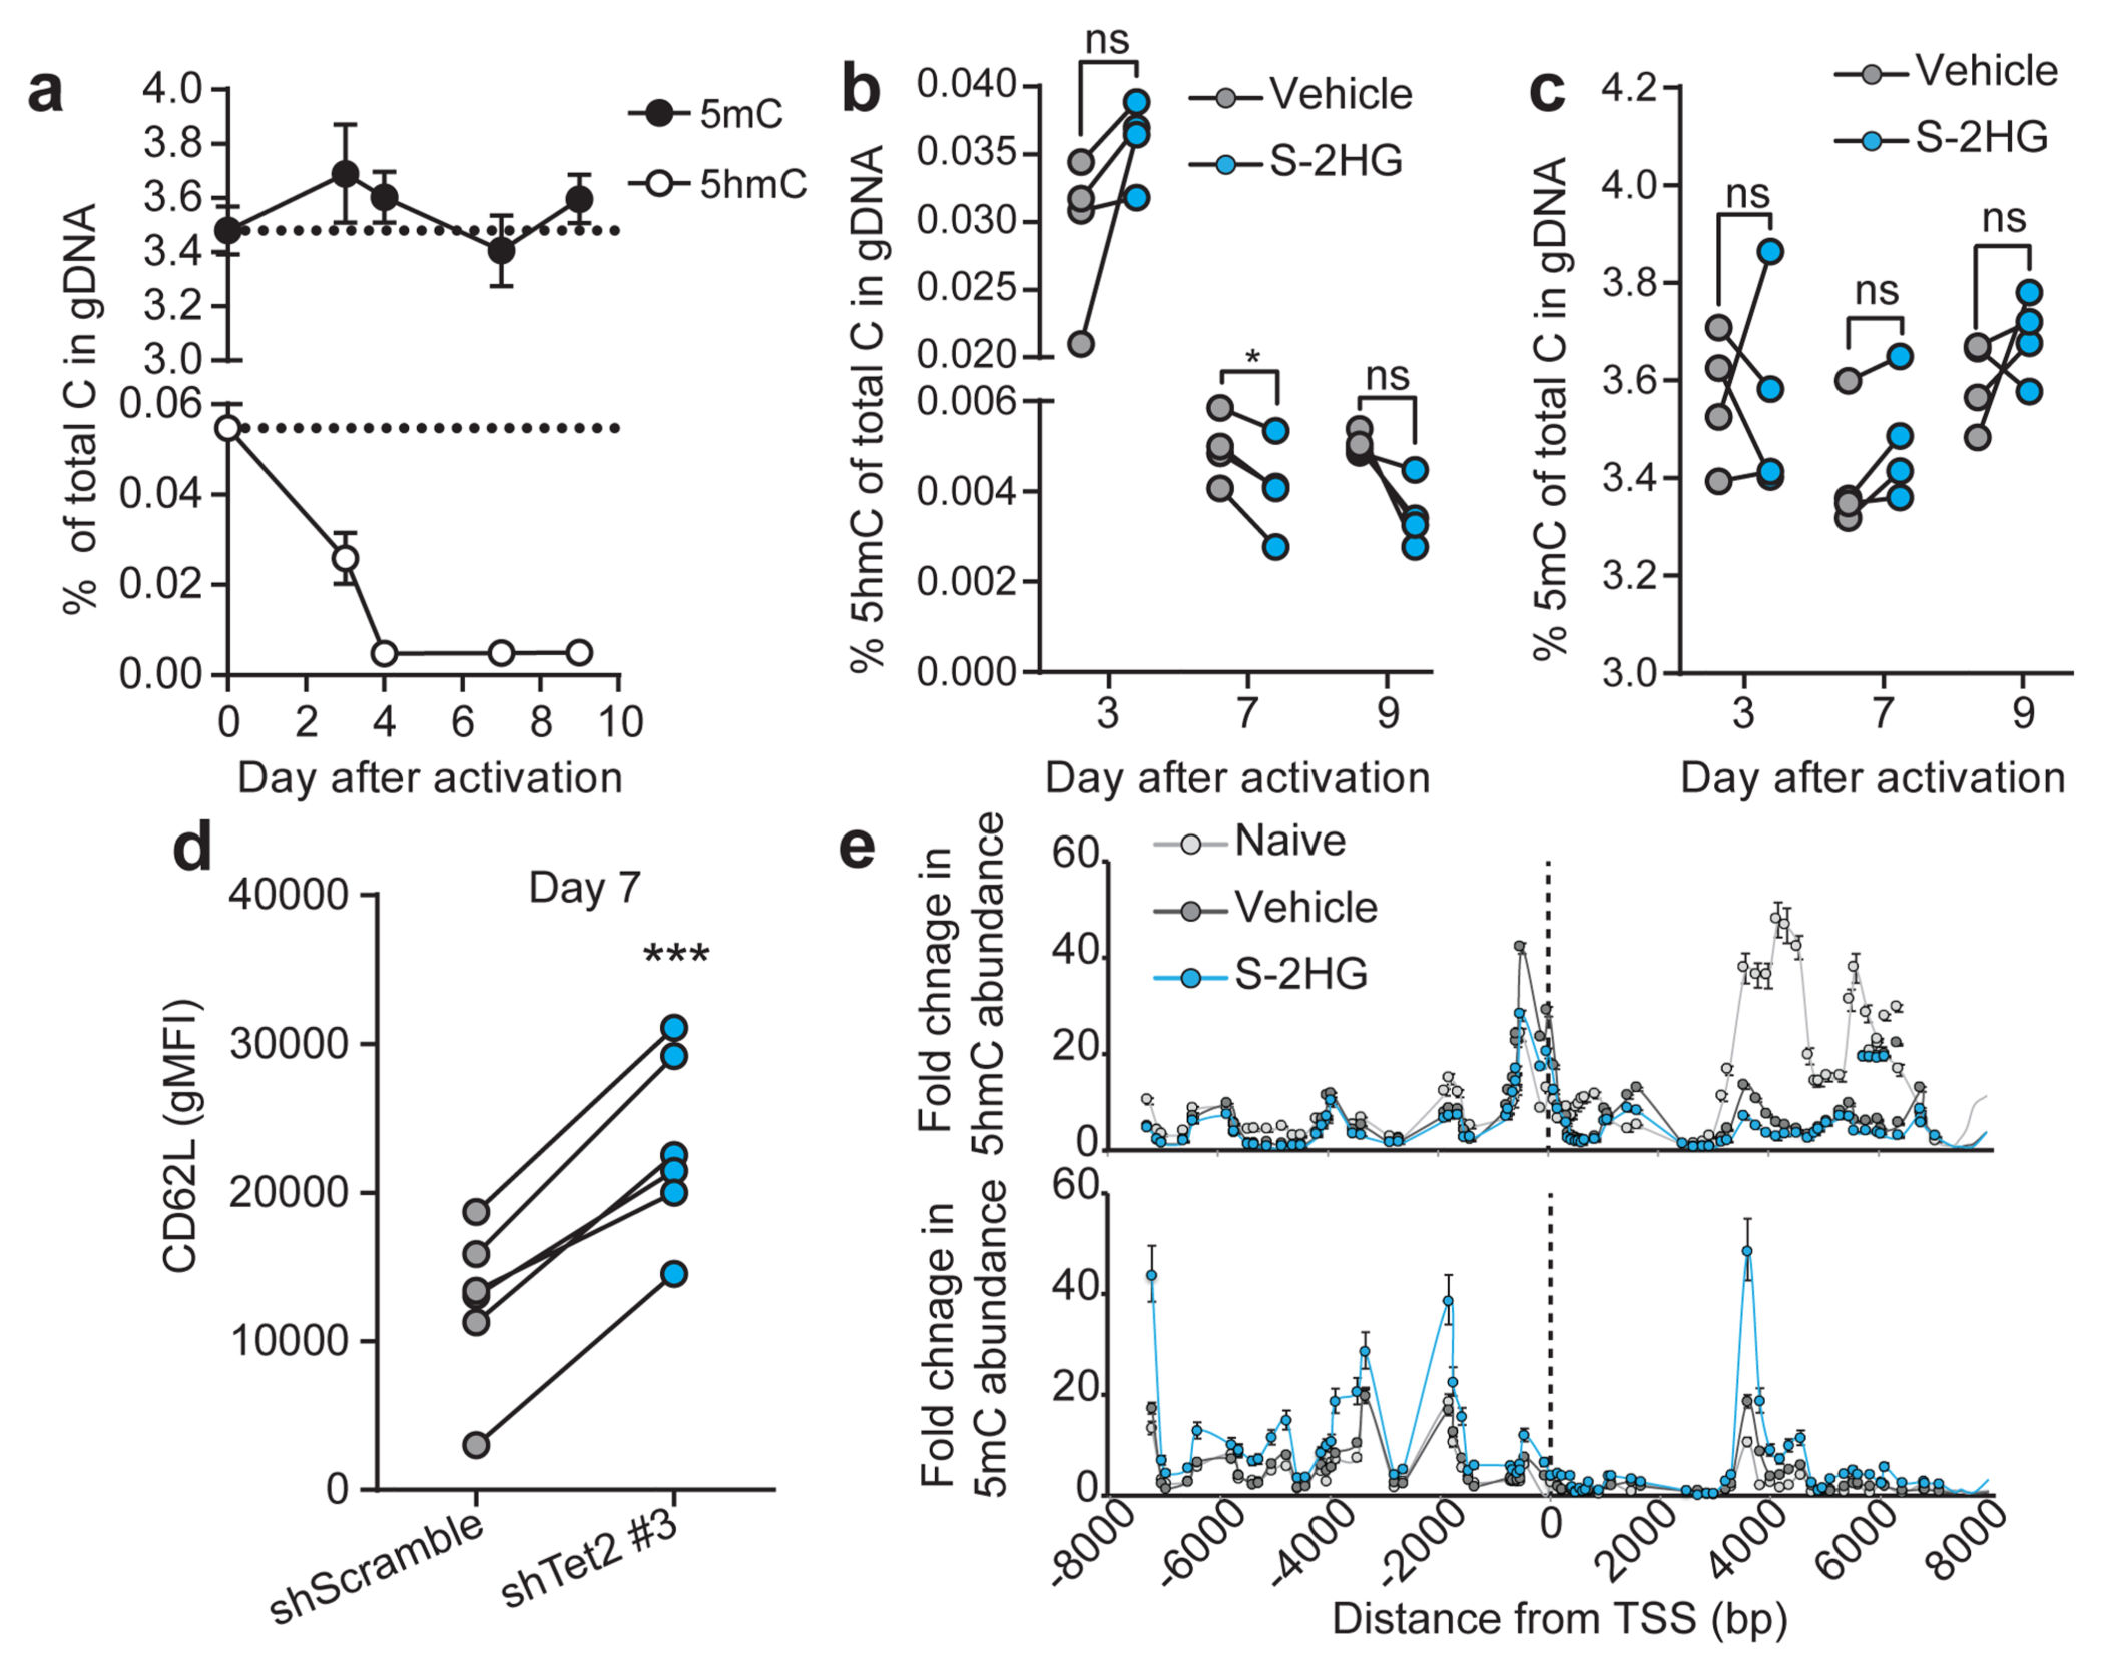 a
4.0
3.8
3.6
3.4
3.2
3.0
0.06
0.04
0.02
0.00
% of total C in gDNA
5mC
5hmC
0 2 4 6 8 10
Day after activation
b
0.040
0.035
0.030
0.025
0.020
0.006
0.004
0.002
0.000
% 5hmC of total C in gDNA
ns
*
ns
Vehicle
S-2HG
3 7 9
Day after activation
c
4.2
4.0
3.8
3.6
3.4
3.2
3.0
% 5mC of total C in gDNA
Vehicle
S-2HG
ns
ns
ns
3 7 9
Day after activation
d
Day 7
***
40000
30000
20000
10000
0
CD62L (gMFI)
shScramble
shTet2 #3
e
Fold chnage in
5hmC abundance
60
40
20
0
Naive
Vehicle
S-2HG
Fold chnage in
5mC abundance
60
40
20
0
-8000 -6000 -4000 -2000 0 2000 4000 6000 8000
Distance from TSS (bp)